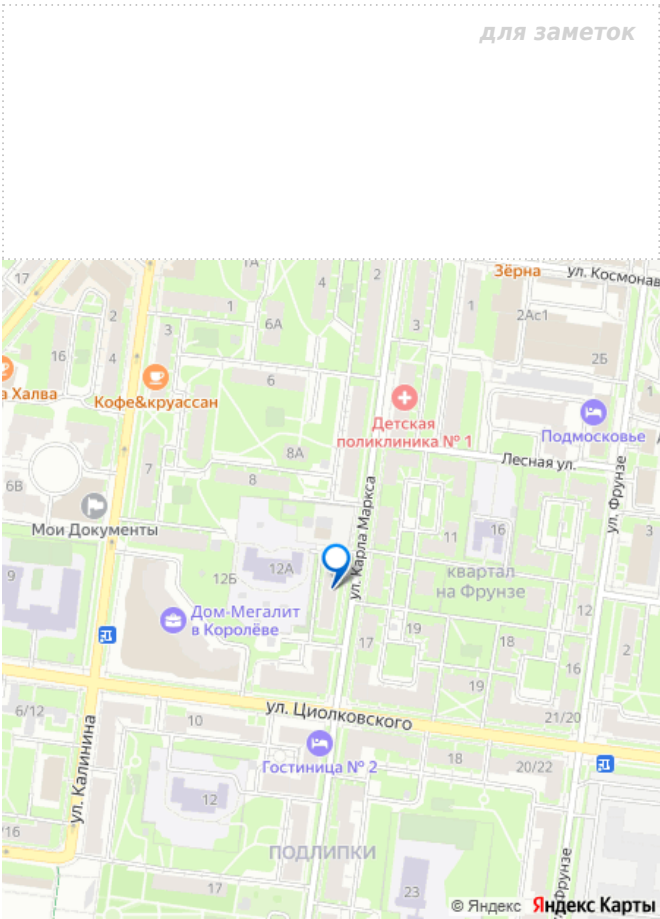 для заметок
1А
4
2
Зёрна
ул. Космонав
17
2
1
6А
3
1
2Ас1
3
4
16
2Б
6
а Халва
Кофе&круассан
1
Детская
поликлиника № 1
Подмосковье
8А
Лесная ул.
7
8
6В
Мои Документы
ул. Карла Маркса
ул. Фрунзе
11
16
3
9
12А
12Б
квартал
на Фрунзе
Дом-Мегалит
в Королёве
17
19
18
2
16
19
6/12
10
ул. Циолковского
21/20
ул. Калинина
Гостиница № 2
18
20/22
12
/16
ПОДЛИПКИ
17
23
Фрунзе
© Яндекс Яндекс Карты